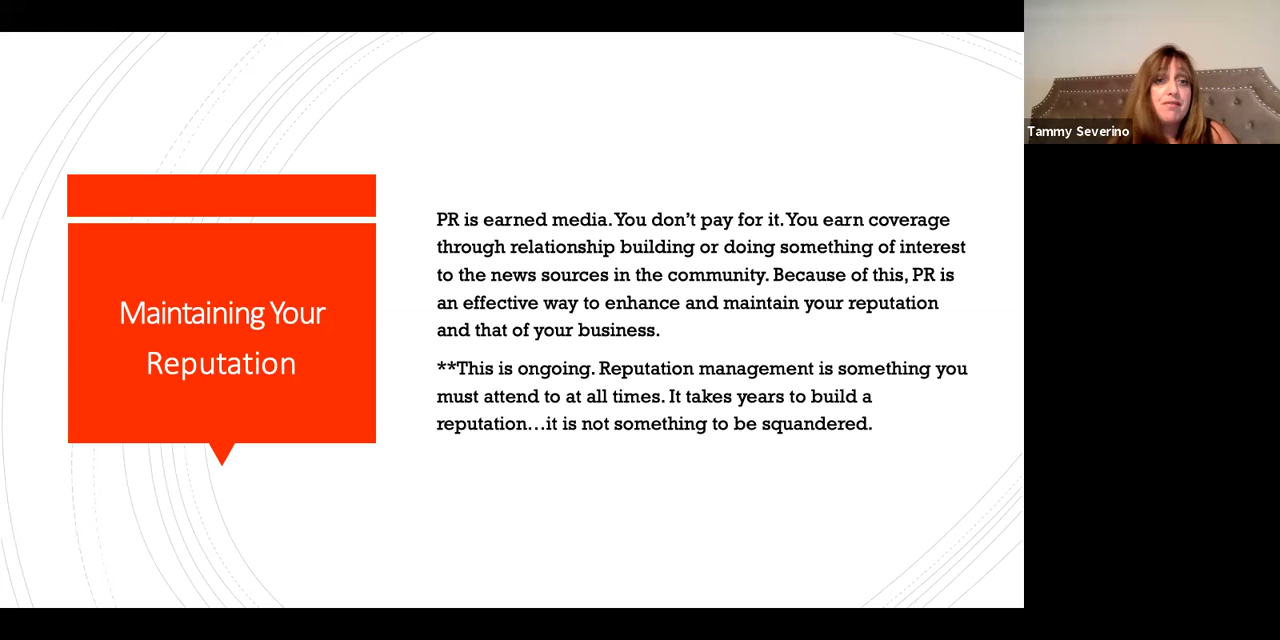 Maintaining Your
Reputation
PR is earned media. You don’t pay for it. You earn coverage
through relationship building or doing something of interest
to the news sources in the community. Because of this, PR is
an effective way to enhance and maintain your reputation
and that of your business.
**This is ongoing. Reputation management is something you
must attend to at all times. It takes years to build a
reputation…it is not something to be squandered.
Tammy Severino